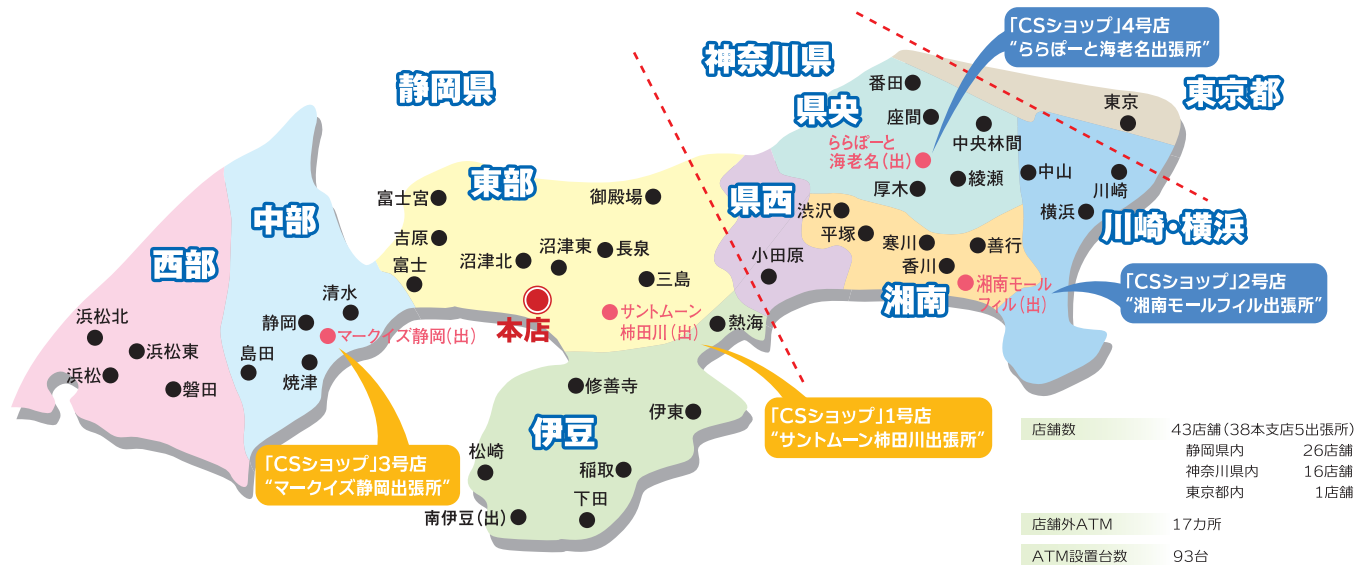 「CSショップ」4号店
“ららぽーと海老名出張所”
神奈川県
静岡県
東京都
番田
県央
東京
座間
中央林間
ららぽーと
海老名(出)
綾瀬
中山
厚木
川崎
東部
富士宮
御殿場
県西
渋沢
横浜
中部
川崎・横浜
平塚
寒川
善行
吉原
沼津東
長泉
小田原
香川
西部
富士
沼津北
三島
湘南モール
フィル(出)
湘南
「CSショップ」2号店
“湘南モールフィル出張所”
清水
浜松北
静岡
本店
サントムーン
柿田川(出)
熱海
マークイズ静岡(出)
浜松東
島田
浜松
焼津
磐田
修善寺
伊東
「CSショップ」1号店
“サントムーン柿田川出張所”
伊豆
松崎
稲取
「CSショップ」3号店
“マークイズ静岡出張所”
下田
南伊豆(出)
店舗数 43店舗(38本支店5出張所)
静岡県内 26店舗
神奈川県内 16店舗
東京都内 1店舗
店舗外ATM 17カ所
ATM設置台数 93台